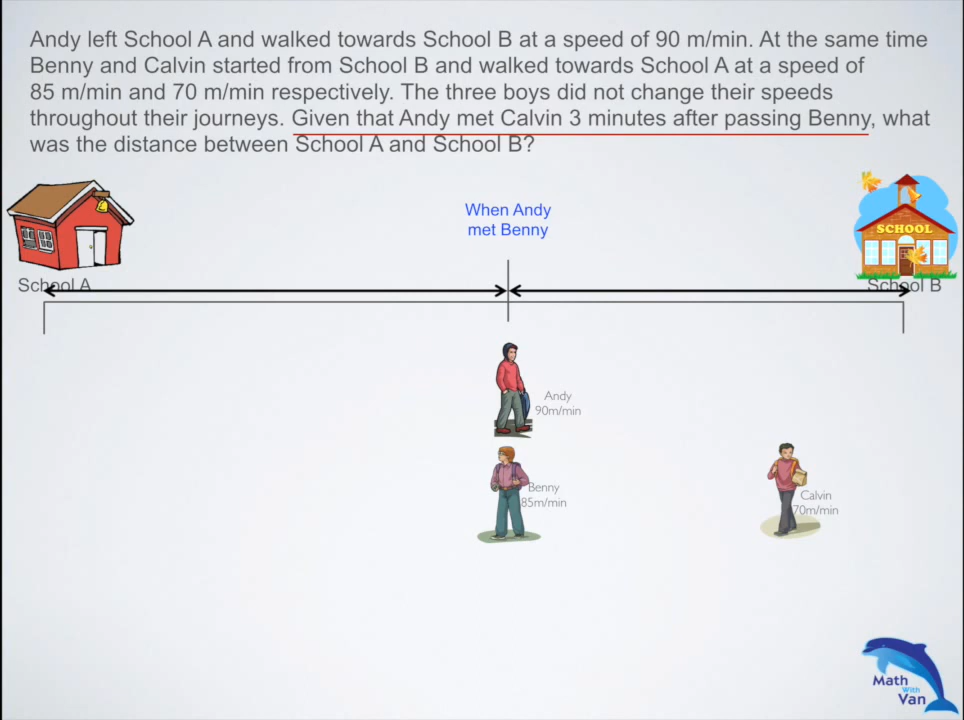 Andy left School A and walked towards School B at a speed of 90 m/min. At the same time
Benny and Calvin started from School B and walked towards School A at a speed of
85 m/min and 70 m/min respectively. The three boys did not change their speeds
throughout their journeys. Given that Andy met Calvin 3 minutes after passing Benny, what
was the distance between School A and School B?
When Andy
met Benny
SCHOOL
School A
School B
Andy
90m/min
Benny
85m/min
Calvin
70m/min
Math
With
Van